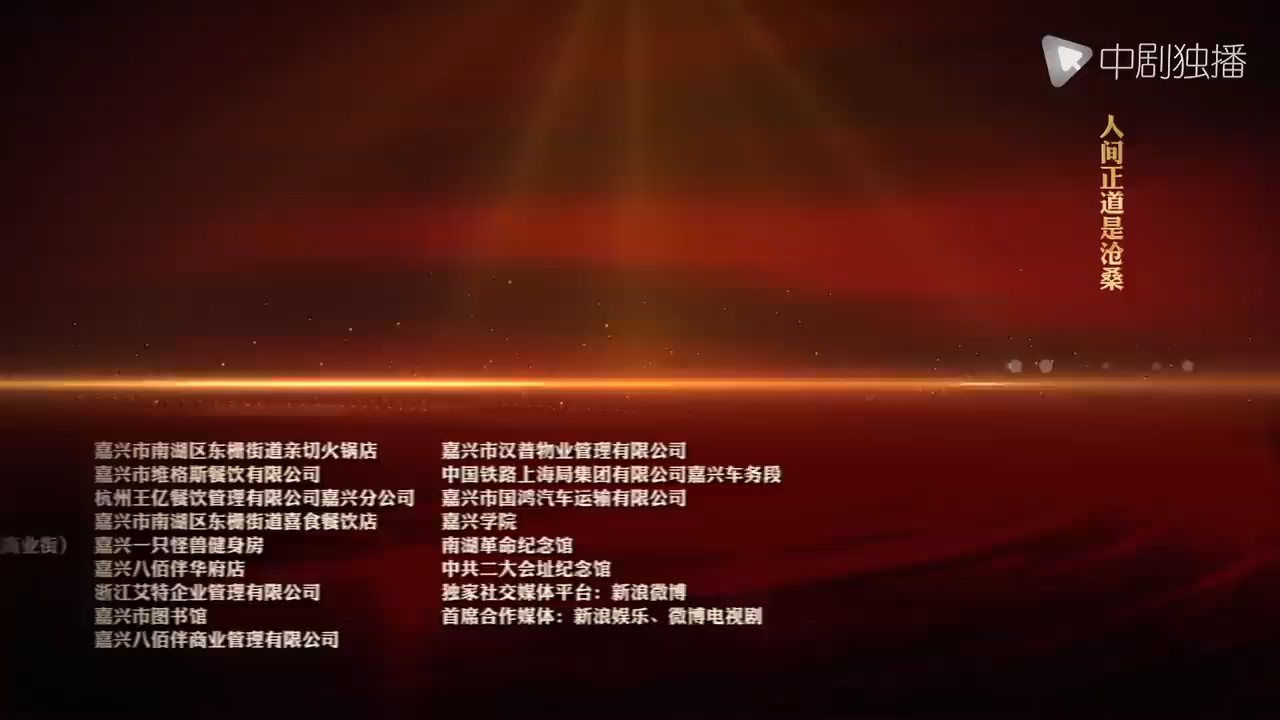 中剧独播
人间正道是沧桑
嘉兴市南湖区东栅街道亲切火锅店
嘉兴市维格斯餐饮有限公司
杭州王亿餐饮管理有限公司嘉兴分公司
嘉兴市南湖区东栅街道喜食餐饮店
商业街）
嘉兴一只怪兽健身房
嘉兴八佰伴华府店
浙江艾特企业管理有限公司
嘉兴市图书馆
嘉兴八佰伴商业管理有限公司
嘉兴市汉普物业管理有限公司
中国铁路上海局集团有限公司嘉兴车务段
嘉兴市国鸿汽车运输有限公司
嘉兴学院
南湖革命纪念馆
中共二大会址纪念馆
独家社交媒体平台：新浪微博
首席合作媒体：新浪娱乐、微博电视剧